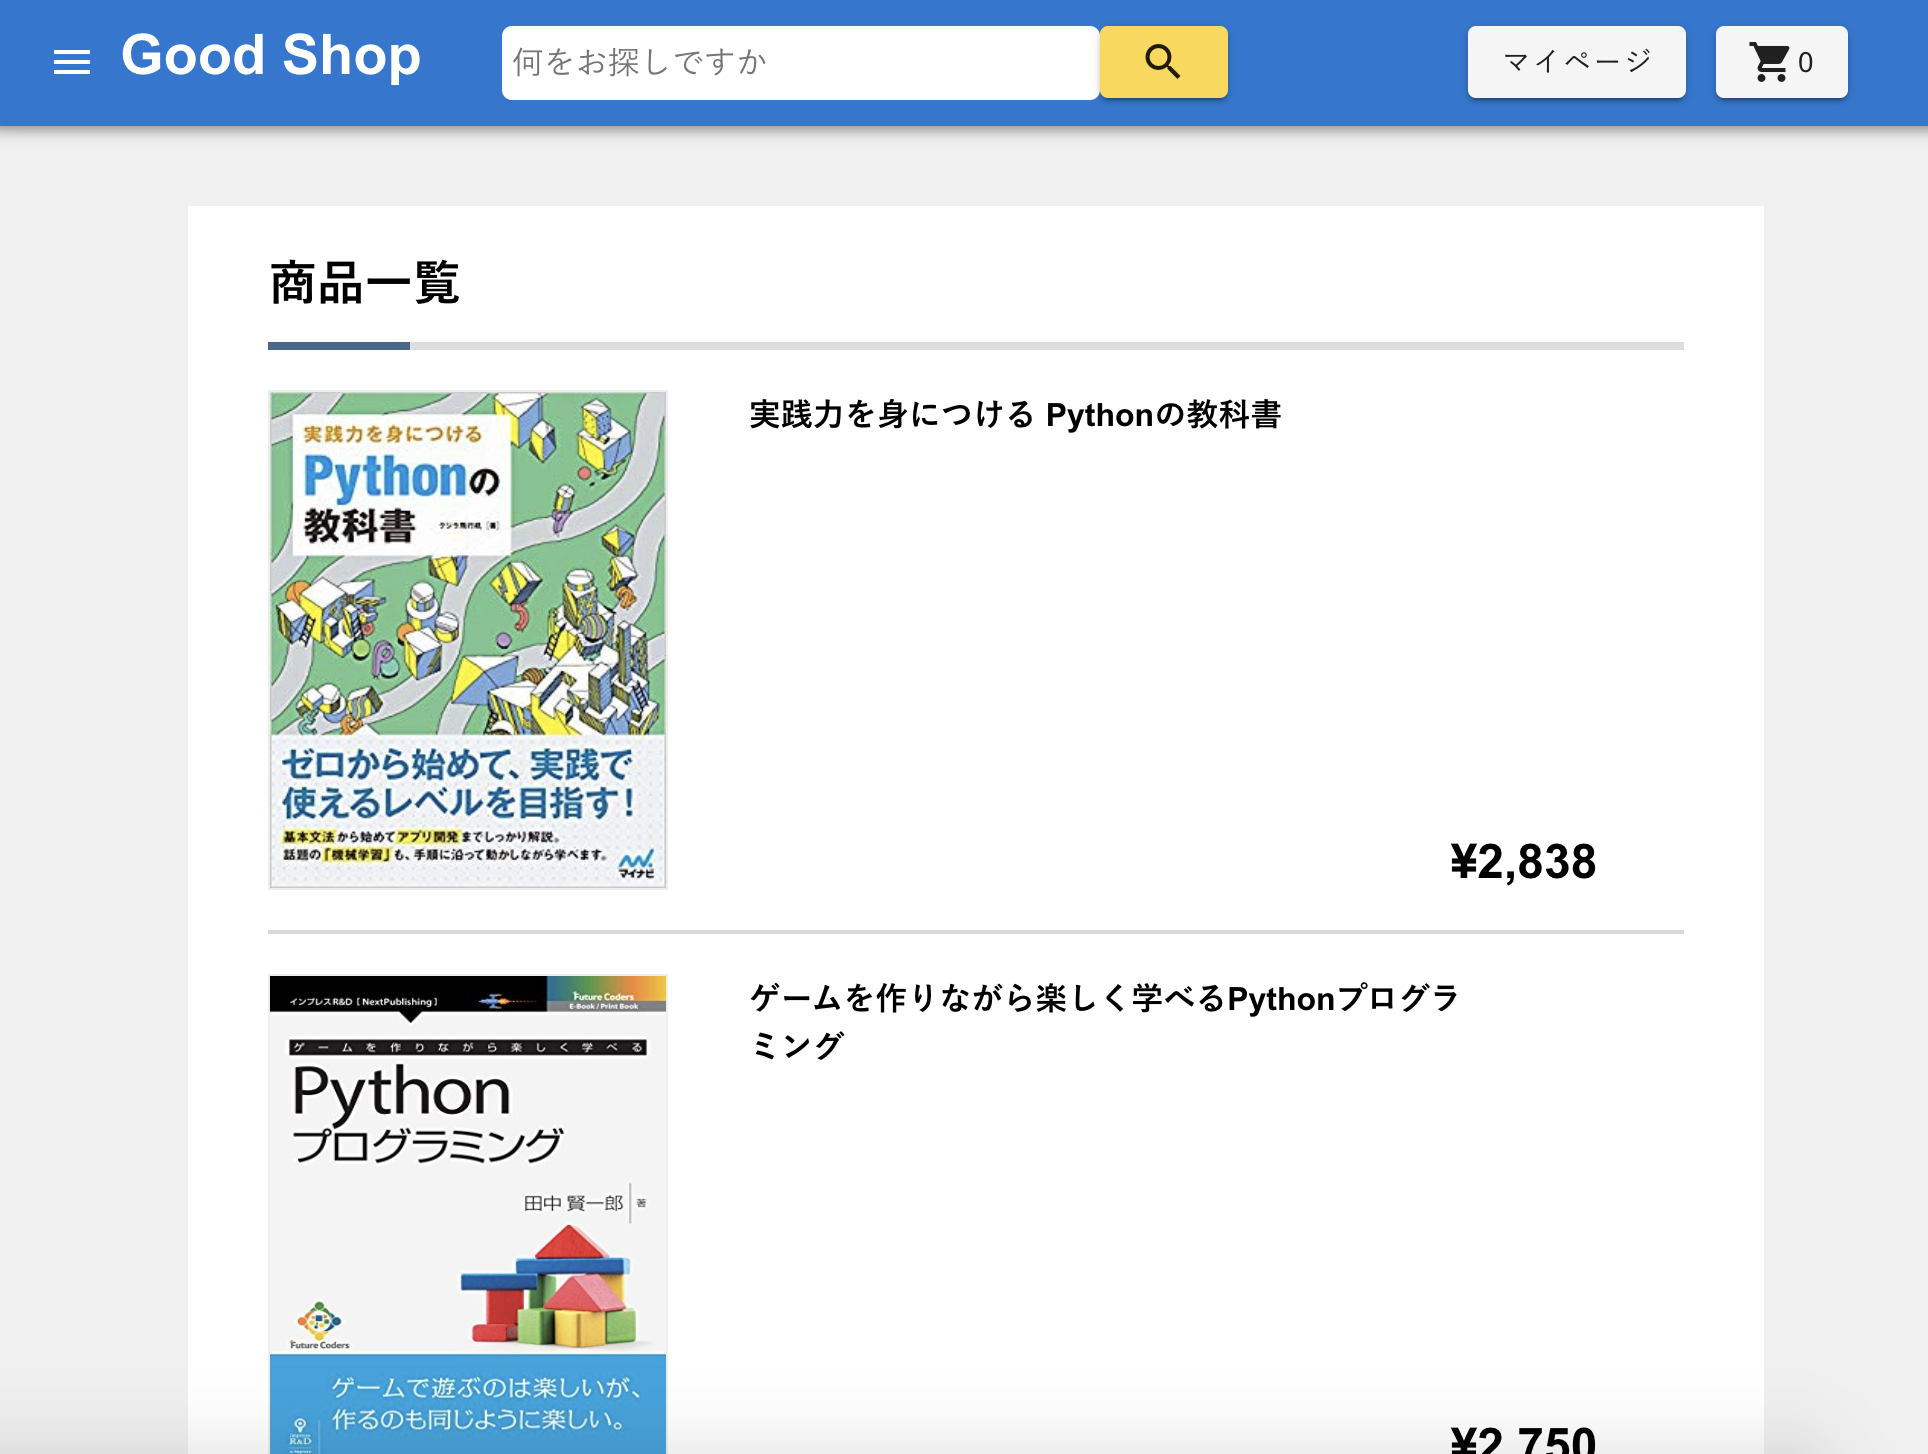 Good Shop
何をお探しですか
マイページ
0
商品一覧
実践力を身につける
Pythonの
教科書
クジラ飛行机 [著]
ゼロから始めて、実践で
使えるレベルを目指す!
基本文法から始めてアプリ開発までしっかり解説。
話題の「機械学習」も、手順に沿って動かしながら学べます。
マイナビ
実践力を身につける Pythonの教科書
¥2,838
インプレスR&D [ NextPublishing ]
Future Coders
E-Book / Print Book
ゲームを作りながら楽しく学べる
Python
プログラミング
田中 賢一郎 著
Future Coders
ゲームで遊ぶのは楽しいが、
作るのも同じように楽しい。
R&D
ゲームを作りながら楽しく学べるPythonプログラ
ミング
¥2,750